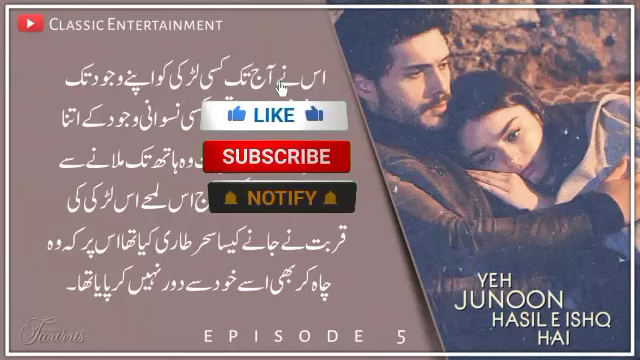 Classic Entertainment
اس نے آج تک کسی لڑکی کو اپنے وجود تک
کسی نسوانی وجود کے اتنا
LIKE
وہ ہاتھ تک ملانے سے
SUBSCRIBE
اس لمحے اس لڑکی کی
NOTIFY
قربت نے جانے کیسا سحر طاری کیا تھا اس پر کہ وہ
چاہ کر بھی اسے خود سے دور نہیں کر پایا تھا۔
YEH
JUNOON
HASIL E ISHQ
HAI
Taurus
EPISODE 5